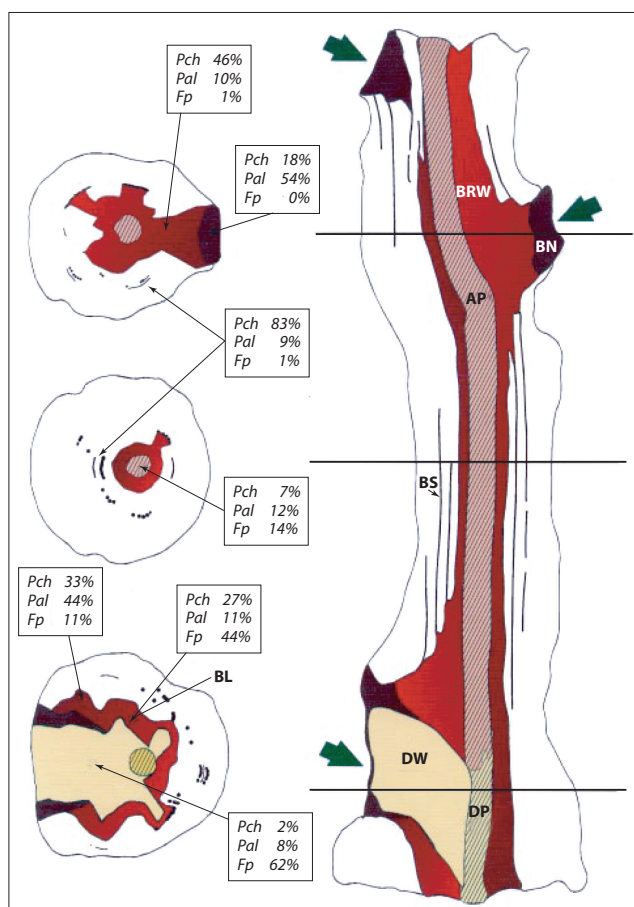 Pch 46%
Pal 10%
Fp 1%
Pch 18%
Pal 54%
Fp 0%
BRW
BN
AP
Pch 83%
Pal 9%
Fp 1%
BS
Pch 7%
Pal 12%
Fp 14%
Pch 33%
Pal 44%
Fp 11%
Pch 27%
Pal 11%
Fp 44%
BL
DW
DP
Pch 2%
Pal 8%
Fp 62%